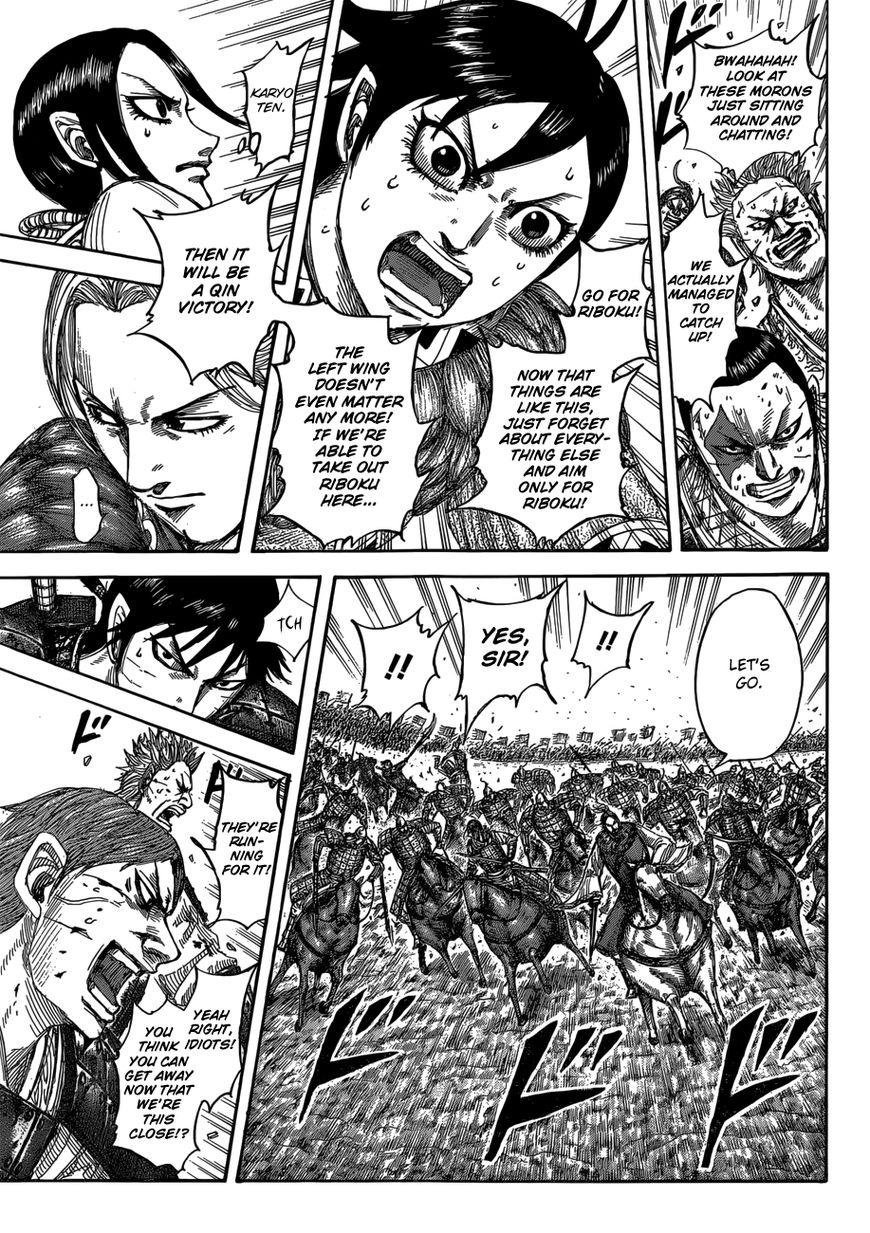 BWAHAHAH!
LOOK AT
THESE MORONS
JUST SITTING
AROUND AND
CHATTING!
ド
WE
ACTUALLY
MANAGED
TO
CATCH
UP!
GO FOR
RIBOKU!
NOW THAT
THINGS ARE
LIKE THIS,
JUST FORGET
ABOUT EVERY-
THING ELSE
AND AIM
ONLY FOR
RIBOKU!
THE
LEFT WING
DOESN'T
EVEN MATTER
ANY MORE!
IF WE'RE
ABLE TO
TAKE OUT
RIBOKU
HERE...
KARYO
TEN.
THEN IT
WILL BE
A QIN
VICTORY!
...
LET'S
GO.
!!
YES,
SIR!
!!
ド
ド
ド
TCH
ド
ド
THEY'RE
RUN-
NING
FOR IT!
YEAH
RIGHT,
IDIOTS!
YOU
THINK
YOU CAN
GET AWAY
NOW THAT
WE'RE
THIS
CLOSE!?